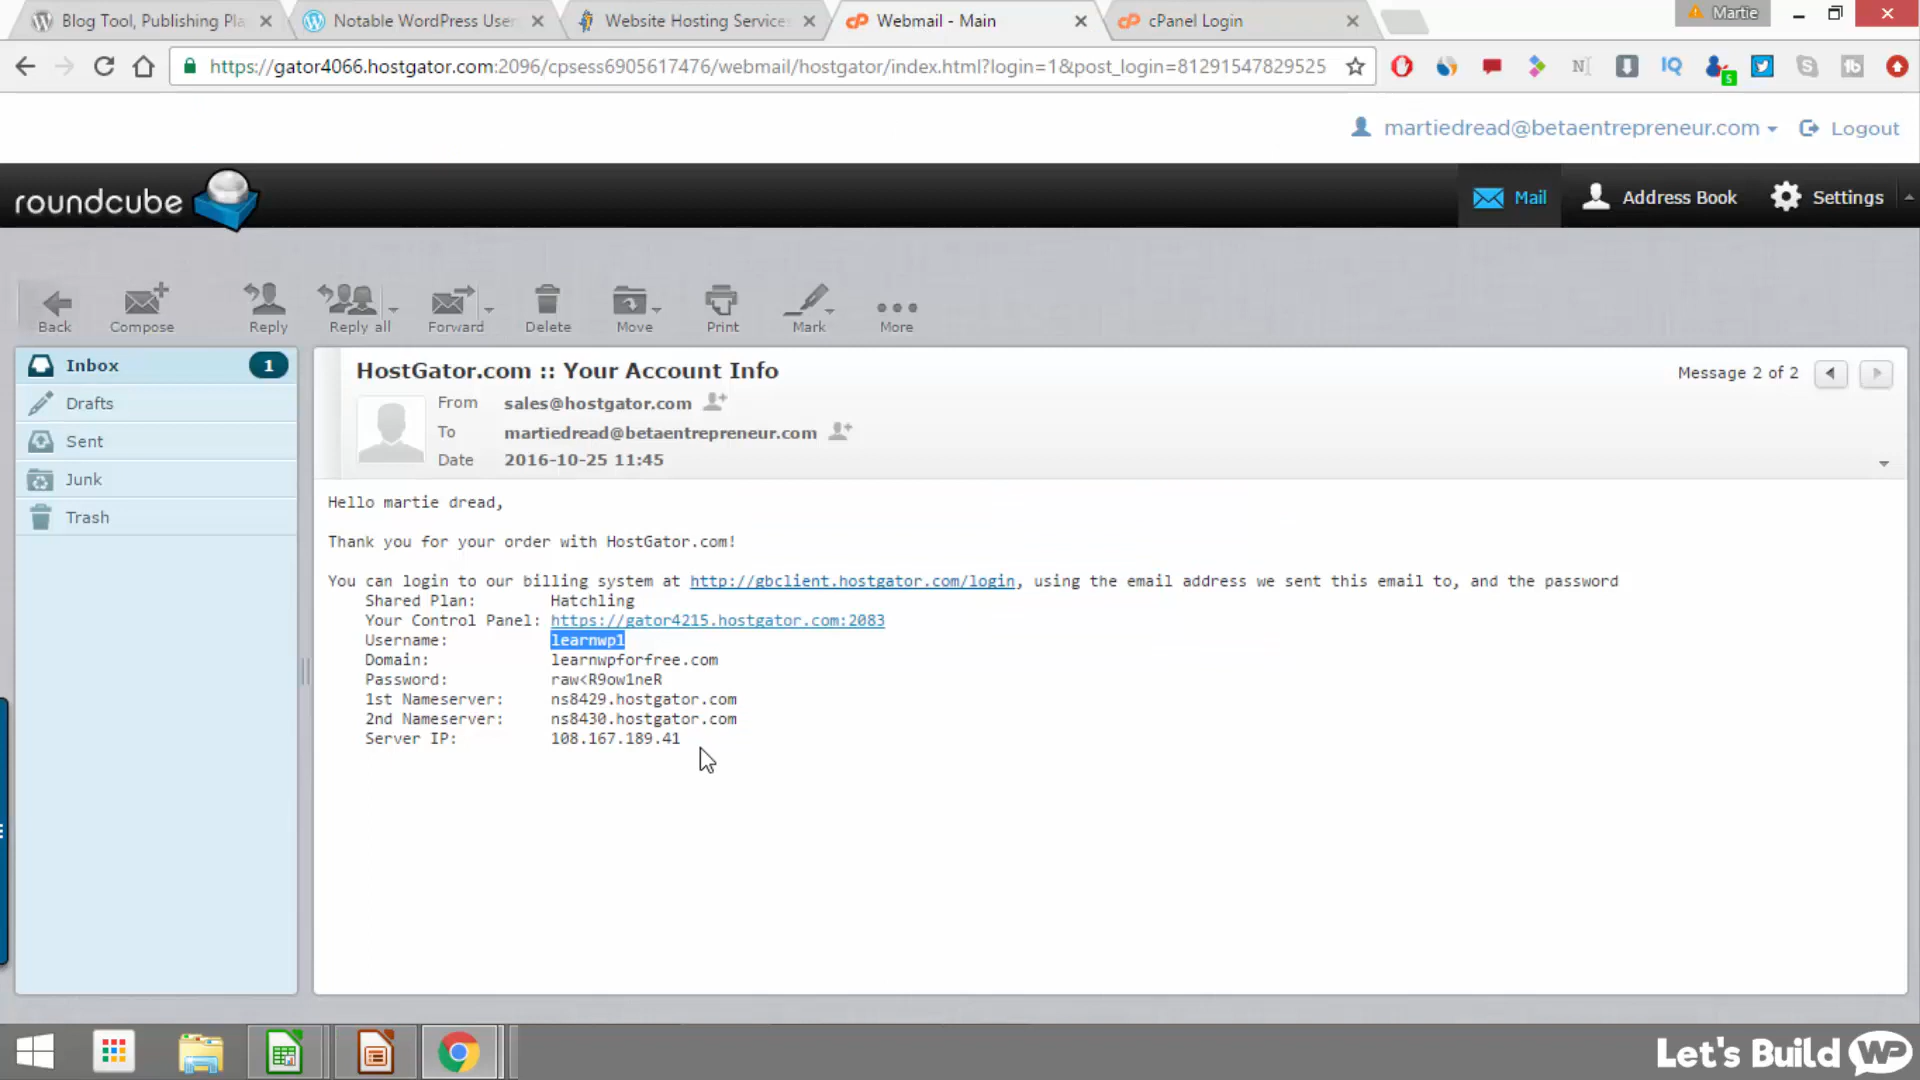 Blog Tool, Publishing Pla
Notable WordPress User
Website Hosting Services
Webmail - Main
cPanel Login
Martie
https://gator4066.hostgator.com:2096/cpsess6905617476/webmail/hostgator/index.html?login=1&post_login=81291547829525
N
IQ
5
martiedread@betaentrepreneur.com
Logout
roundcube
Mail
Address Book
Settings
Back
Compose
Reply
Reply all
Forward
Delete
Move
Print
Mark
More
Inbox
1
Drafts
Sent
Junk
Trash
HostGator.com :: Your Account Info
Message 2 of 2
From sales@hostgator.com
To martiedread@betaentrepreneur.com
Date 2016-10-25 11:45
Hello martie dread,
Thank you for your order with HostGator.com!
You can login to our billing system at http://gbclient.hostgator.com/login, using the email address we sent this email to, and the password
Shared Plan: Hatchling
Your Control Panel: https://gator4215.hostgator.com:2083
Username: learnwp1
Domain: learnwpforfree.com
Password: raw<R9ow1neR
1st Nameserver: ns8429.hostgator.com
2nd Nameserver: ns8430.hostgator.com
Server IP: 108.167.189.41
Let's Build WP